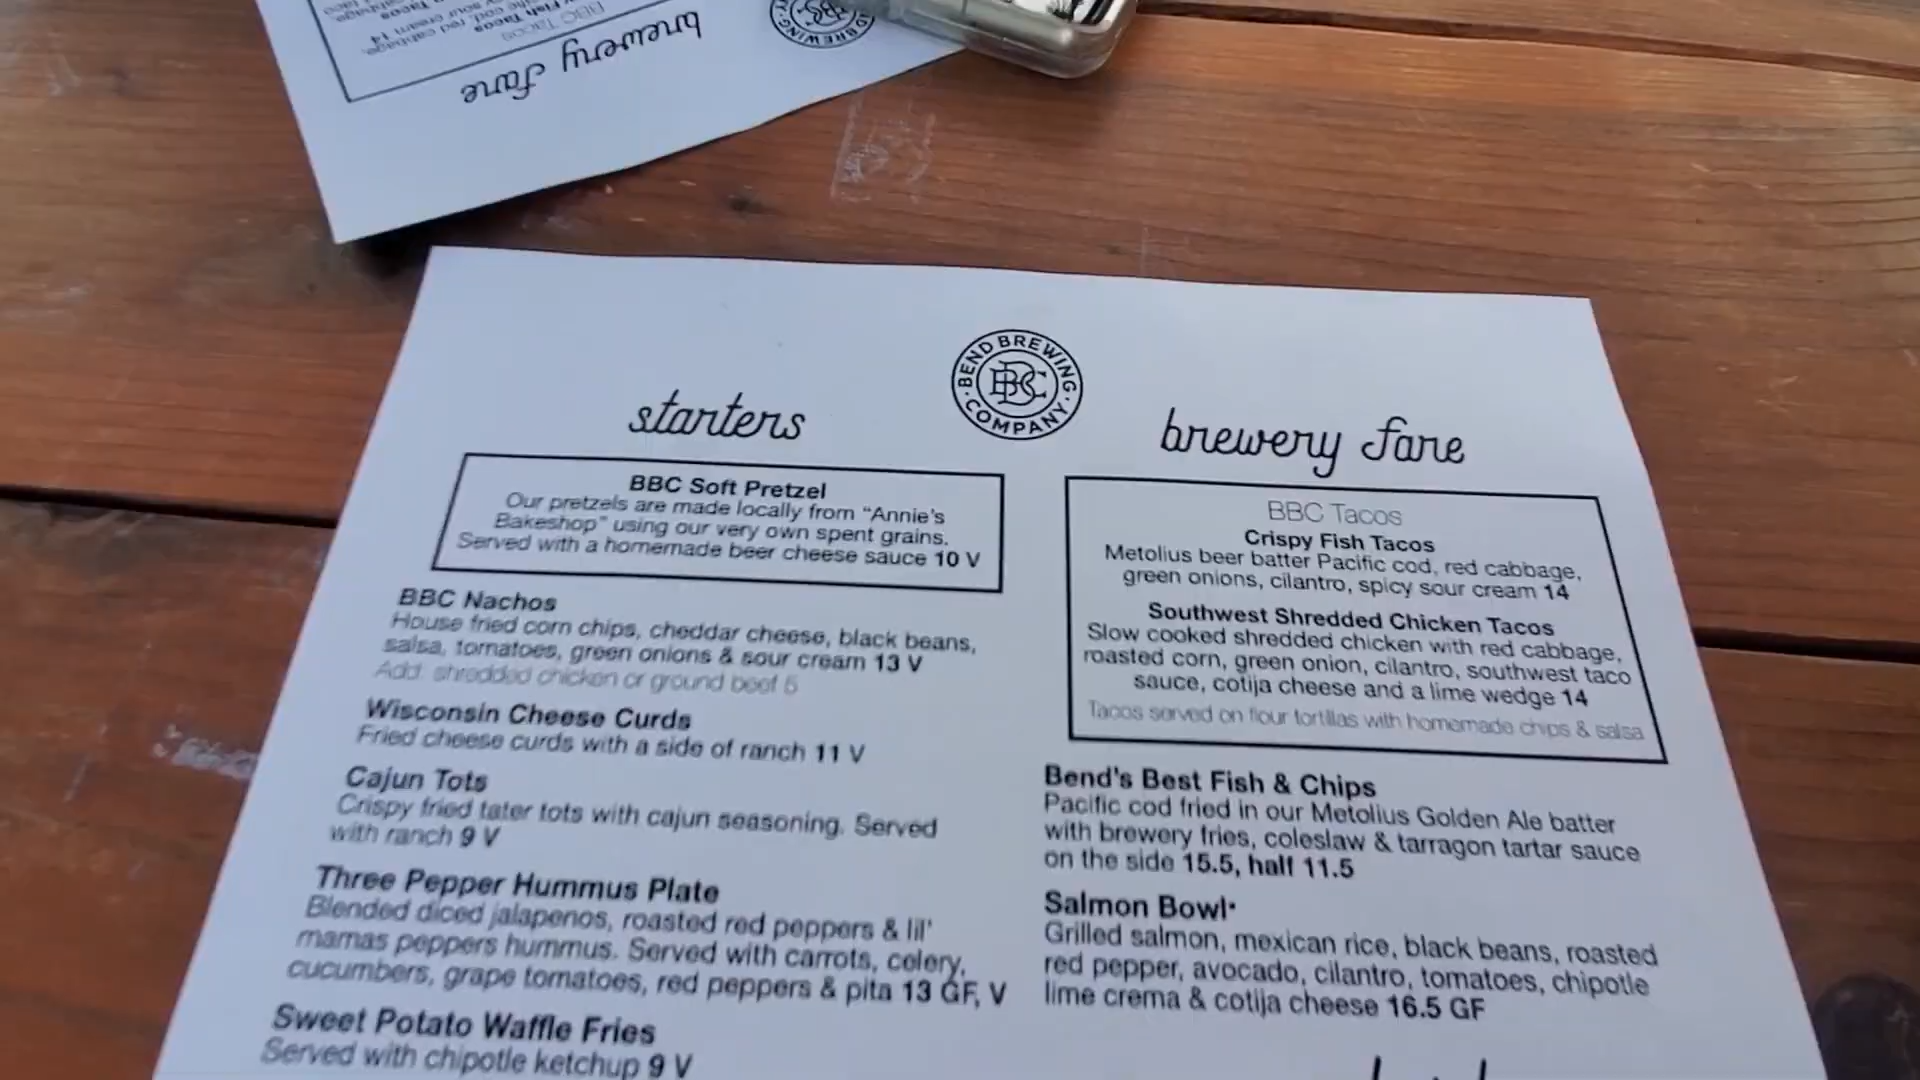 brewery fare
BBC Tacos
BREWING
BEND BREWING
COMPANY
BBC
starters
BBC Soft Pretzel
Our pretzels are made locally from “Annie's
Bakeshop” using our very own spent grains.
Served with a homemade beer cheese sauce 10 V
BBC Nachos
House fried corn chips, cheddar cheese, black beans,
salsa, tomatoes, green onions & sour cream 13 V
Add: shredded chicken or ground beef 5
Wisconsin Cheese Curds
Fried cheese curds with a side of ranch 11 V
Cajun Tots
Crispy fried tater tots with cajun seasoning. Served
with ranch 9 V
Three Pepper Hummus Plate
Blended diced jalapenos, roasted red peppers & lil'
mamas peppers hummus. Served with carrots, celery,
cucumbers, grape tomatoes, red peppers & pita 13 GF, V
Sweet Potato Waffle Fries
Served with chipotle ketchup 9 V
brewery fare
BBC Tacos
Crispy Fish Tacos
Metolius beer batter Pacific cod, red cabbage,
green onions, cilantro, spicy sour cream 14
Southwest Shredded Chicken Tacos
Slow cooked shredded chicken with red cabbage,
roasted corn, green onion, cilantro, southwest taco
sauce, cotija cheese and a lime wedge 14
Tacos served on flour tortillas with homemade chips & salsa
Bend's Best Fish & Chips
Pacific cod fried in our Metolius Golden Ale batter
with brewery fries, coleslaw & tarragon tartar sauce
on the side 15.5, half 11.5
Salmon Bowl•
Grilled salmon, mexican rice, black beans, roasted
red pepper, avocado, cilantro, tomatoes, chipotle
lime crema & cotija cheese 16.5 GF